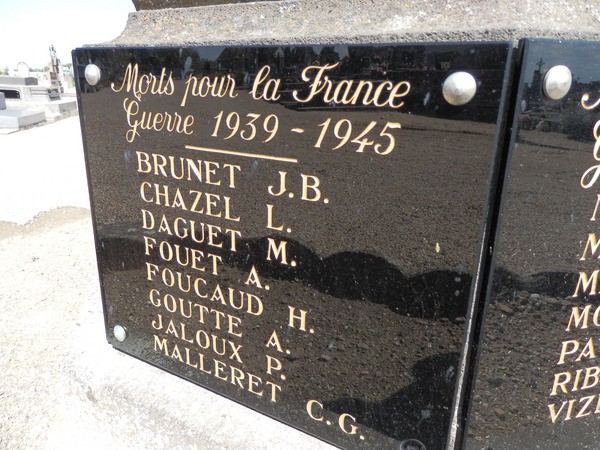 Morts pour la France
Guerre 1939 - 1945
BRUNET J.B.
CHAZEL L.
DAGUET M.
FOUET A.
FOUCAUD H.
GOUTTE A.
JALOUX P.
MALLERET C.G.